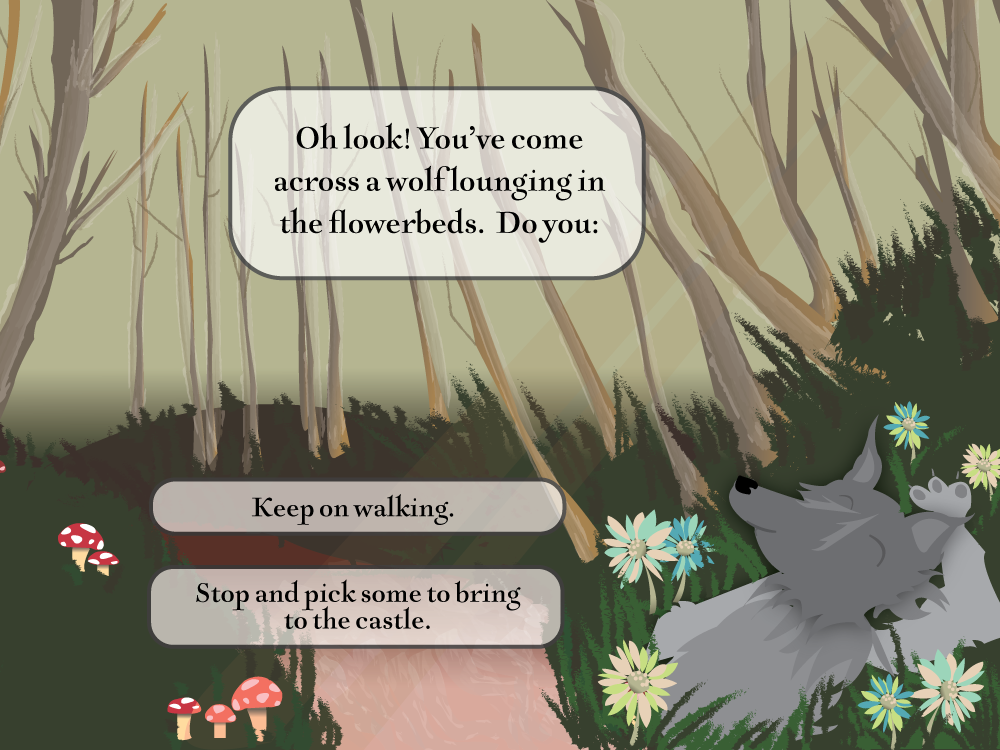 Oh look! You've come
across a wolf lounging in
the flowerbeds.  Do you:
Keep on walking.
Stop and pick some to bring
to the castle.